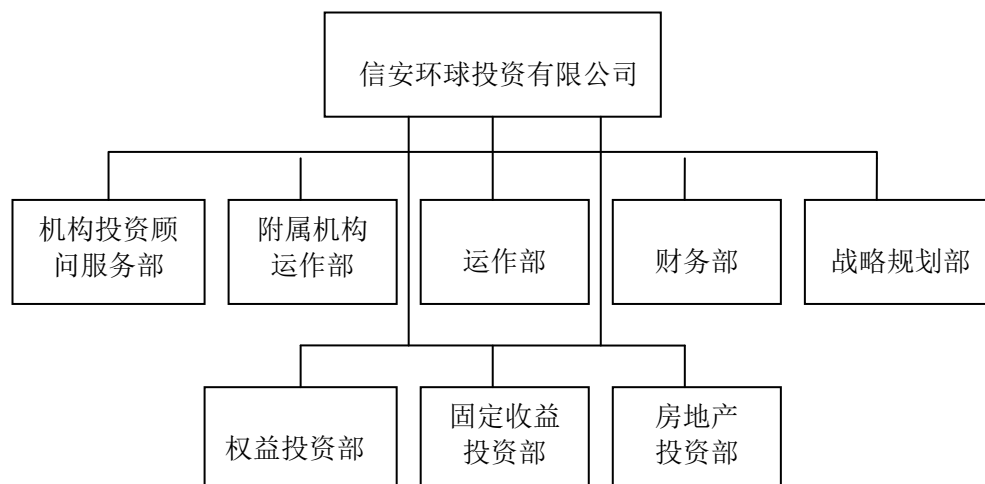 信安环球投资有限公司
机构投资顾
问服务部
附属机构
运作部
运作部
财务部
战略规划部
权益投资部
固定收益
投资部
房地产
投资部